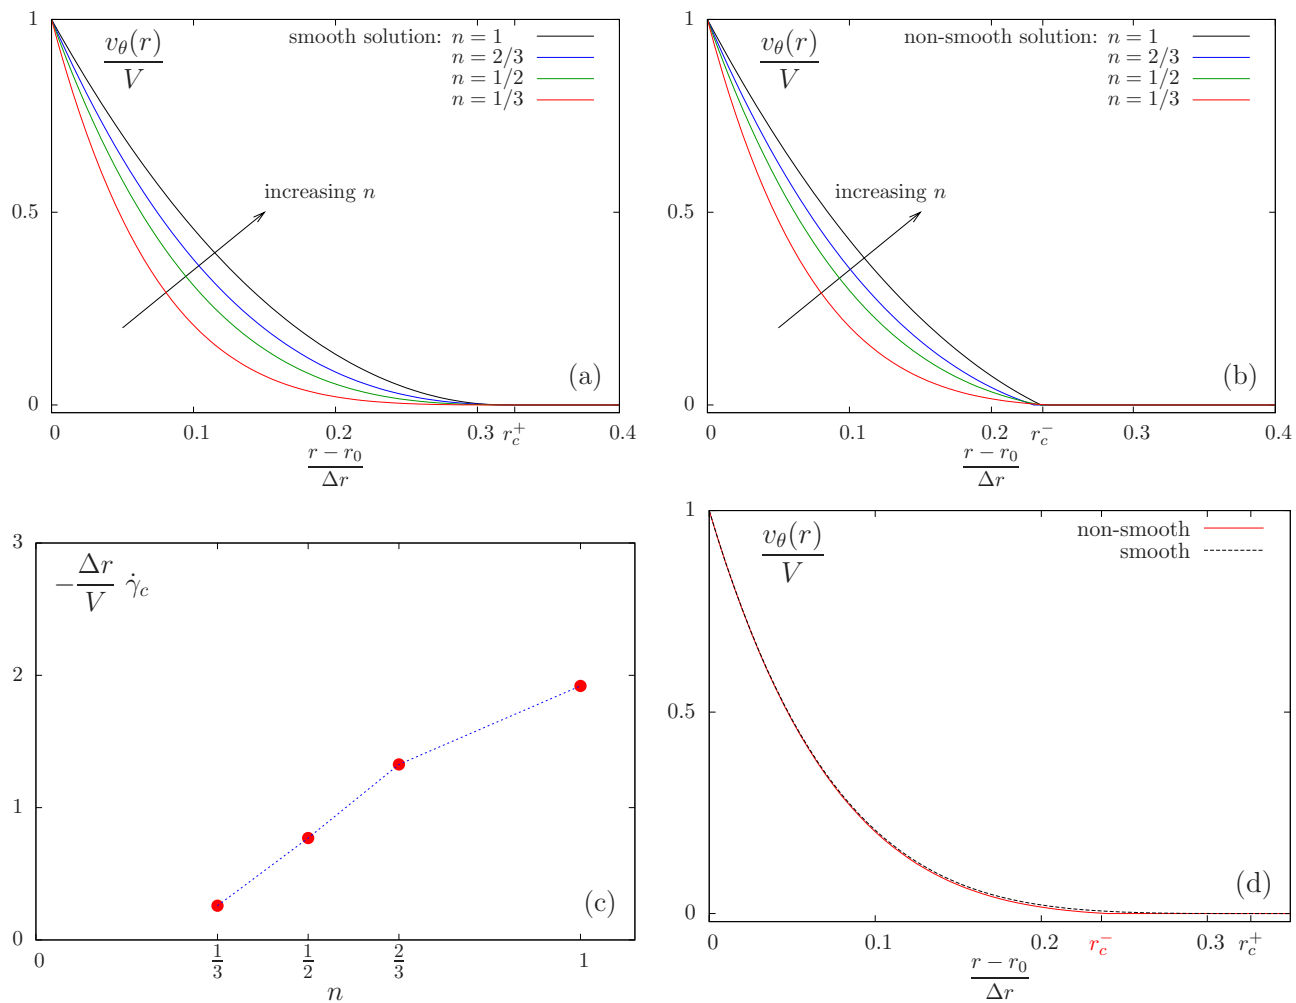 1
0.5
0
v_θ(r)
V
smooth solution: n = 1
n = 2/3
n = 1/2
n = 1/3
increasing n
(a)
0 0.1 0.2 0.3 r_c^+ 0.4
r − r_0
Δr
1
0.5
0
v_θ(r)
V
non-smooth solution: n = 1
n = 2/3
n = 1/2
n = 1/3
increasing n
(b)
0 0.1 0.2 r_c^- 0.3 0.4
r − r_0
Δr
3
2
1
0
−Δr/V γ̇_c
(c)
0 1/3 1/2 2/3 1
n
1
0.5
0
v_θ(r)
V
non-smooth
smooth
(d)
0 0.1 0.2 r_c^- 0.3 r_c^+
r − r_0
Δr